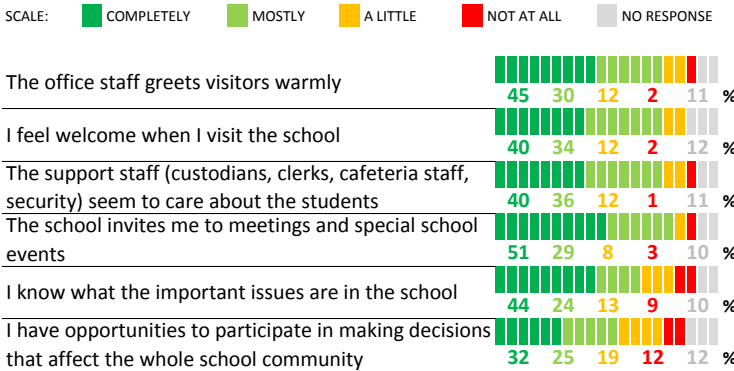 SCALE: COMPLETELY MOSTLY A LITTLE NOT AT ALL NO RESPONSE
The office staff greets visitors warmly
45 30 12 2 11 %
I feel welcome when I visit the school
40 34 12 2 12 %
The support staff (custodians, clerks, cafeteria staff,
security) seem to care about the students
40 36 12 1 11 %
The school invites me to meetings and special school
events
51 29 8 3 10 %
I know what the important issues are in the school
44 24 13 9 10 %
I have opportunities to participate in making decisions
that affect the whole school community
32 25 19 12 12 %